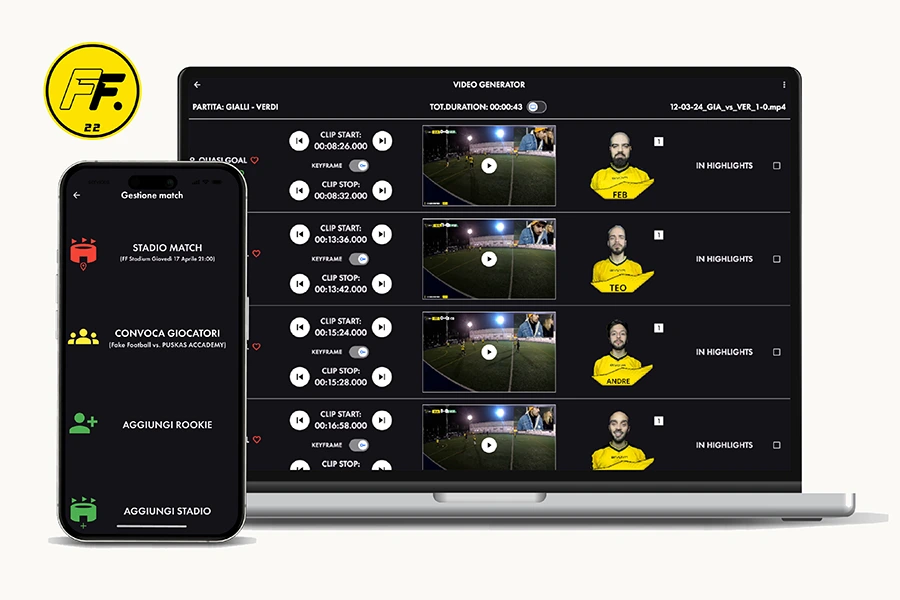 FF.
22
Gestione match
STADIO MATCH
(FF Stadium Giovedì 17 Aprile 21:00)
CONVOCA GIOCATORI
(Fake Football vs. PUSKAS ACCADEMY)
AGGIUNGI ROOKIE
AGGIUNGI STADIO
VIDEO GENERATOR
PARTITA: GIALLI - VERDI
TOT.DURATION: 00:00:43
12-03-24_GIA_vs_VER_1-0.mp4
QUASI GOAL
CLIP START:
00:08:26.000
KEYFRAME
CLIP STOP:
00:08:32.000
FEB
1
IN HIGHLIGHTS
CLIP START:
00:13:36.000
KEYFRAME
CLIP STOP:
00:13:42.000
TEO
1
IN HIGHLIGHTS
CLIP START:
00:15:24.000
KEYFRAME
CLIP STOP:
00:15:28.000
ANDRE
1
IN HIGHLIGHTS
CLIP START:
00:16:58.000
KEYFRAME
CLIP STOP:
1
IN HIGHLIGHTS